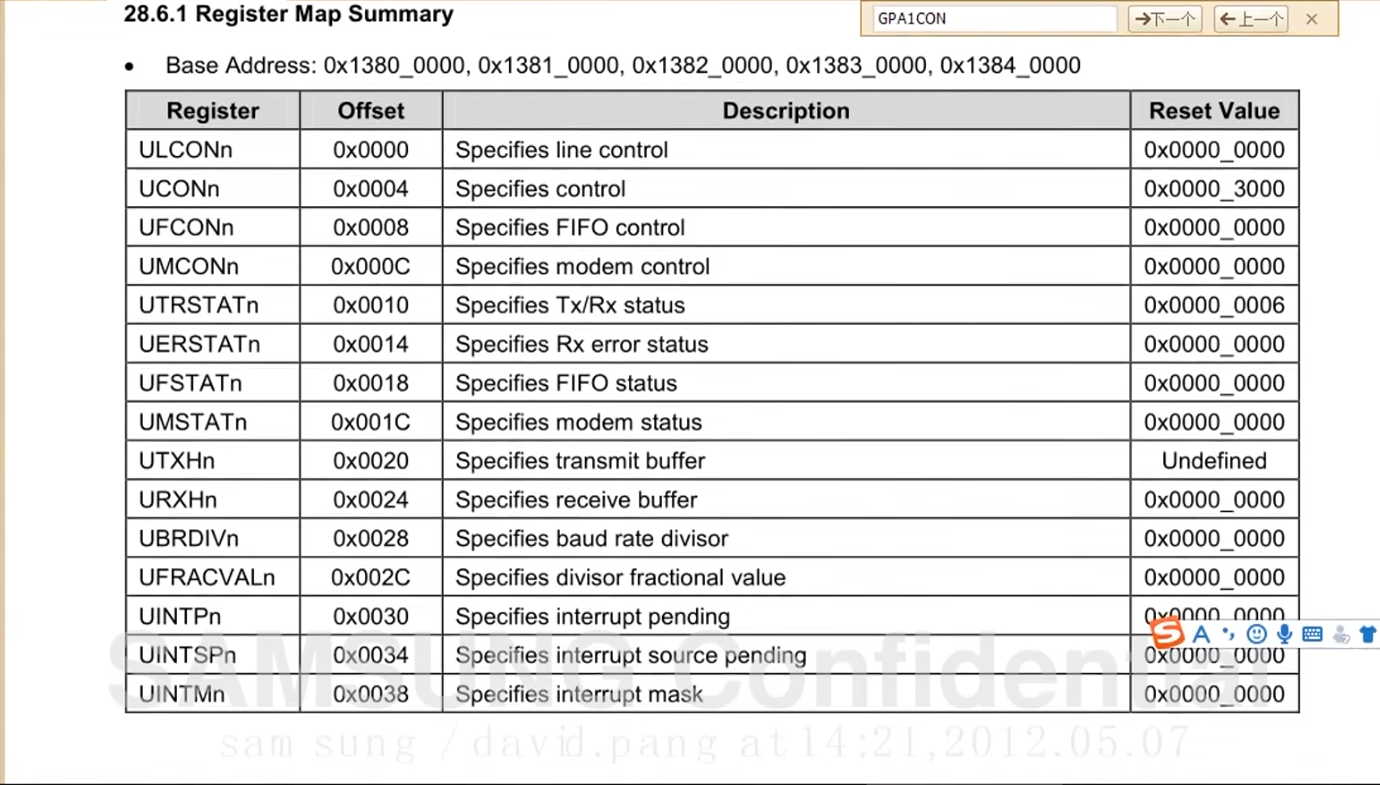 28.6.1 Register Map Summary
GPA1CON
→下一个
←上一个
×
• Base Address: 0x1380_0000, 0x1381_0000, 0x1382_0000, 0x1383_0000, 0x1384_0000
Register Offset Description Reset Value
ULCONn 0x0000 Specifies line control 0x0000_0000
UCONn 0x0004 Specifies control 0x0000_3000
UFCONn 0x0008 Specifies FIFO control 0x0000_0000
UMCONn 0x000C Specifies modem control 0x0000_0000
UTRSTATn 0x0010 Specifies Tx/Rx status 0x0000_0006
UERSTATn 0x0014 Specifies Rx error status 0x0000_0000
UFSTATn 0x0018 Specifies FIFO status 0x0000_0000
UMSTATn 0x001C Specifies modem status 0x0000_0000
UTXHn 0x0020 Specifies transmit buffer Undefined
URXHn 0x0024 Specifies receive buffer 0x0000_0000
UBRDIVn 0x0028 Specifies baud rate divisor 0x0000_0000
UFRACVALn 0x002C Specifies divisor fractional value 0x0000_0000
UINTPn 0x0030 Specifies interrupt pending 0x0000_0000
UINTSPn 0x0034 Specifies interrupt source pending 0x0000_0000
UINTMn 0x0038 Specifies interrupt mask 0x0000_0000
SAMSUNG Confidential
sam sung / david.pang at 14:21,2012.05.07